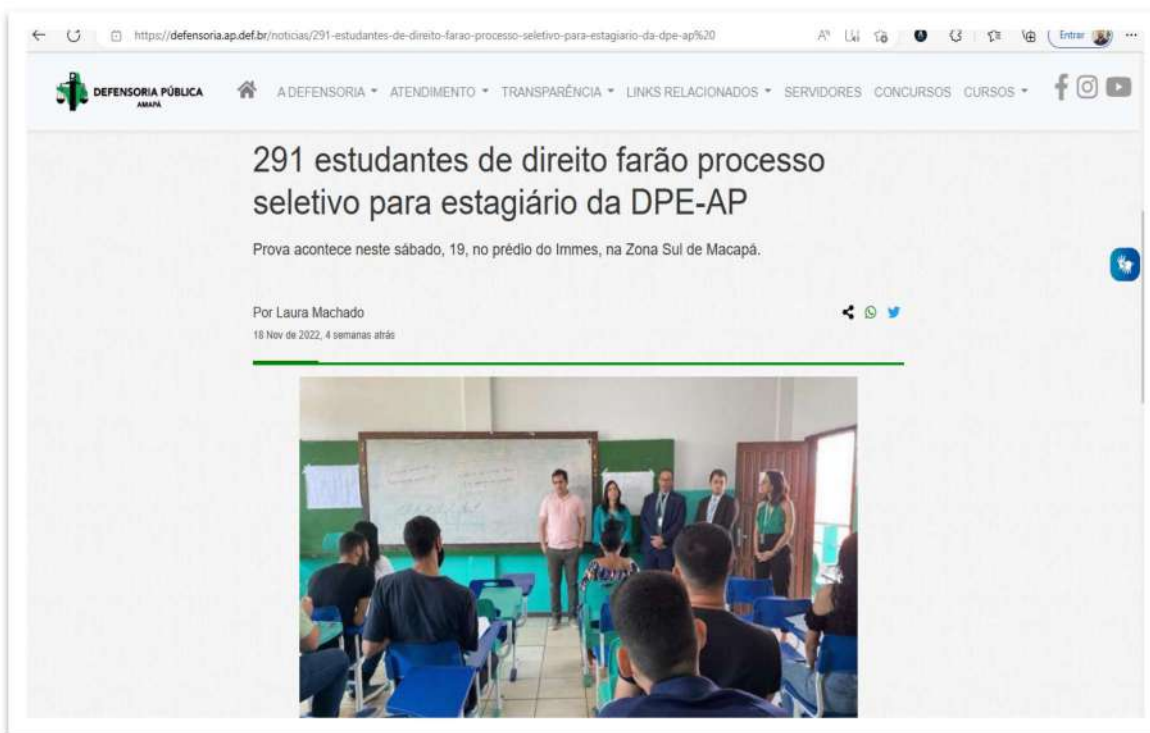 https://defensoria.ap.def.br/noticias/291-estudantes-de-direito-farao-processo-seletivo-para-estagiario-da-dpe-ap%20
Entrar
DEFENSORIA PÚBLICA
AMAPÁ
A DEFENSORIA ATENDIMENTO TRANSPARÊNCIA LINKS RELACIONADOS SERVIDORES CONCURSOS CURSOS
291 estudantes de direito farão processo
seletivo para estagiário da DPE-AP
Prova acontece neste sábado, 19, no prédio do Immes, na Zona Sul de Macapá.
Por Laura Machado
18 Nov de 2022, 4 semanas atrás